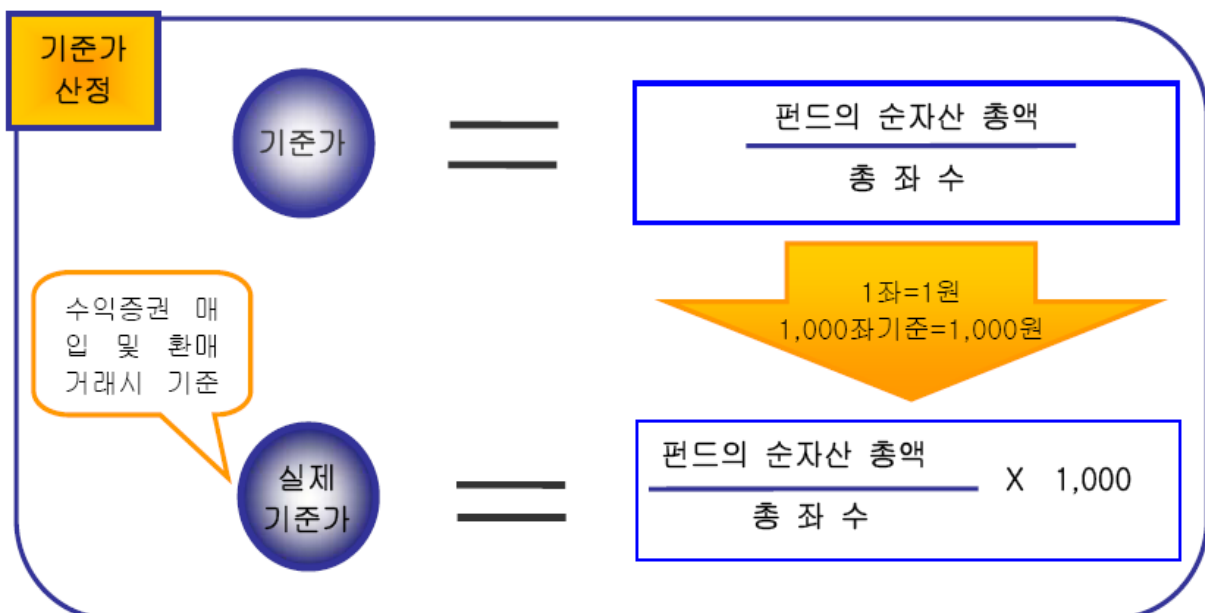 기준가
산정
기준가
펀드의 순자산 총액
총 좌 수
1좌=1원
1,000좌기준=1,000원
수익증권 매
입 및 환매
거래시 기준
실제
기준가
펀드의 순자산 총액
총 좌 수
X 1,000